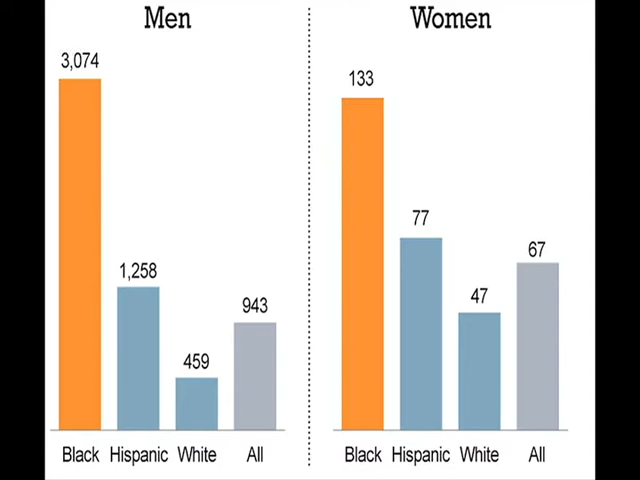 Men
Women
3,074
133
77
1,258
67
943
47
459
Black Hispanic White All
Black Hispanic White All